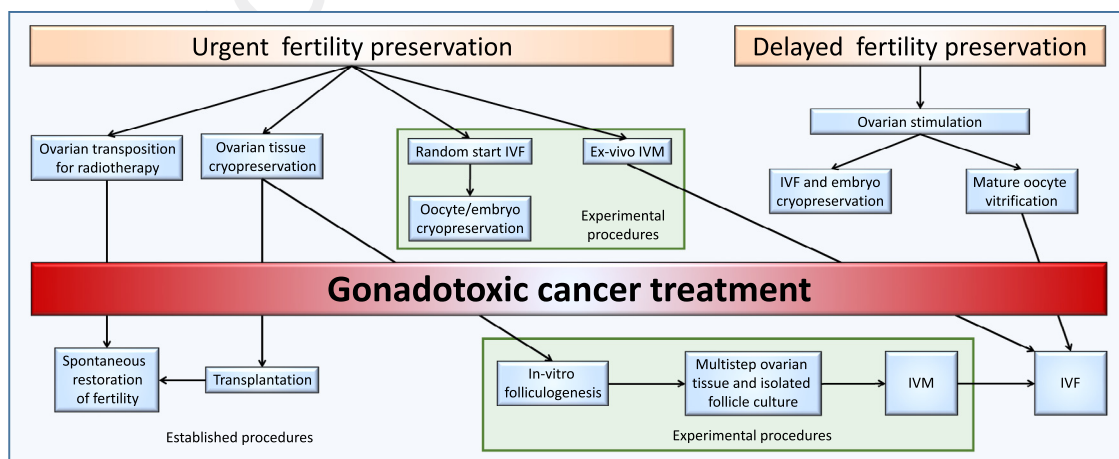 Urgent fertility preservation
Delayed fertility preservation
Ovarian transposition
for radiotherapy
Ovarian tissue
cryopreservation
Random start IVF
Ex-vivo IVM
Oocyte/embryo
cryopreservation
Experimental
procedures
Ovarian stimulation
IVF and embryo
cryopreservation
Mature oocyte
vitrification
Gonadotoxic cancer treatment
Spontaneous
restoration
of fertility
Transplantation
Established procedures
In-vitro
folliculogenesis
Multistep ovarian
tissue and isolated
follicle culture
IVM
Experimental procedures
IVF